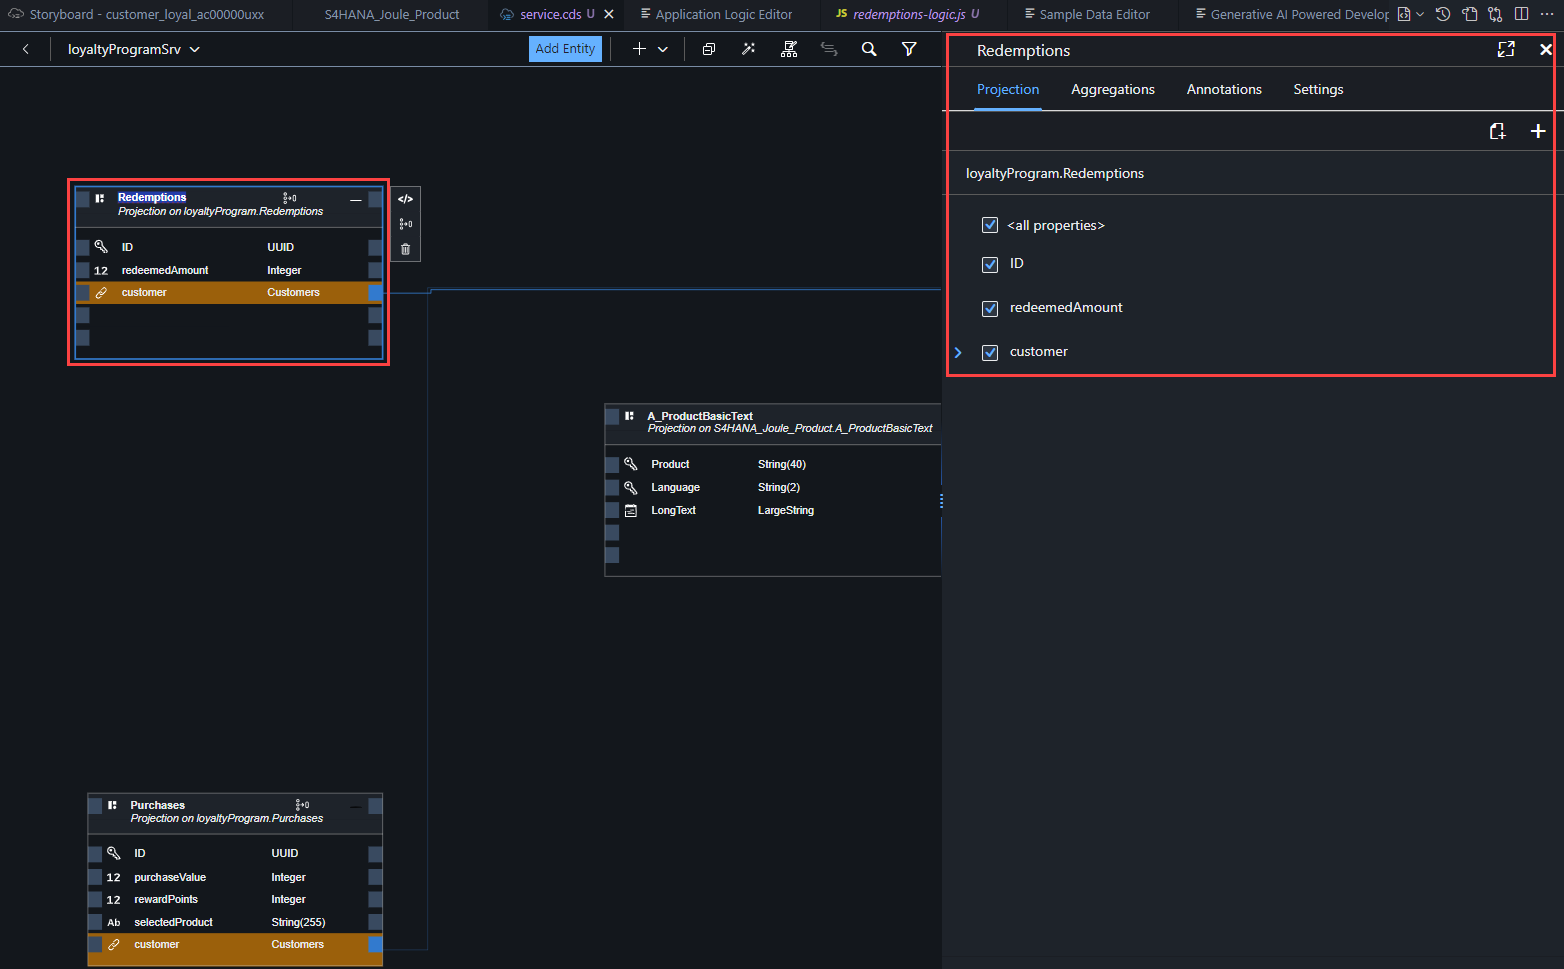 Storyboard - customer_loyal_ac00000uxx
S4HANA_Joule_Product
service.cds U
Application Logic Editor
JS redemptions-logic.js U
Sample Data Editor
Generative AI Powered Develop
loyaltyProgramSrv
Add Entity
Redemptions
Projection on loyaltyProgram.Redemptions
ID UUID
12 redeemedAmount Integer
customer Customers
</>
A_ProductBasicText
Projection on S4HANA_Joule_Product.A_ProductBasicText
Product String(40)
Language String(2)
LongText LargeString
Purchases
Projection on loyaltyProgram.Purchases
ID UUID
12 purchaseValue Integer
12 rewardPoints Integer
Ab selectedProduct String(255)
customer Customers
Redemptions
Projection Aggregations Annotations Settings
loyaltyProgram.Redemptions
<all properties>
ID
redeemedAmount
customer